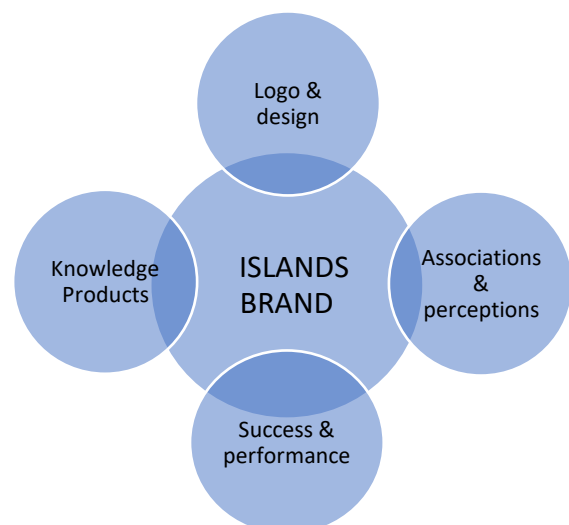 Logo &
design
Knowledge
Products
ISLANDS
BRAND
Associations
&
perceptions
Success &
performance